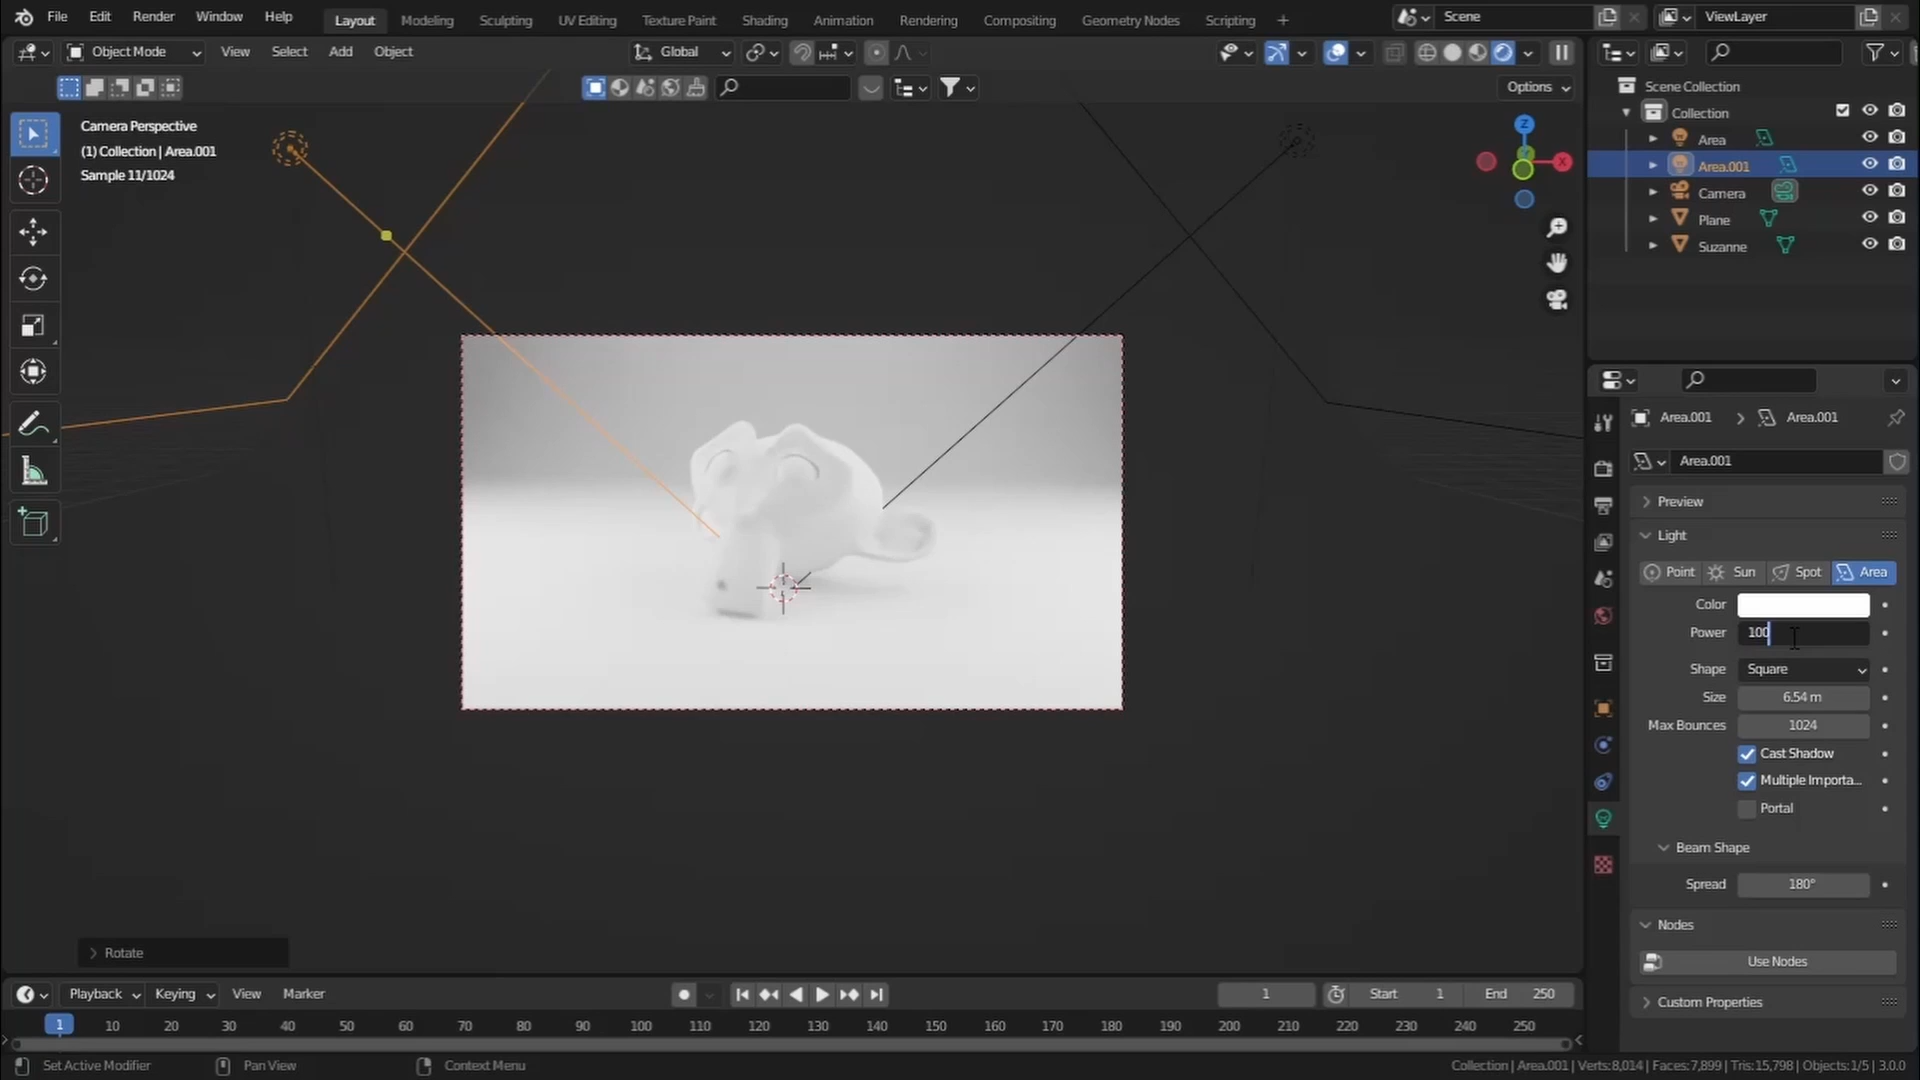 File Edit Render Window Help Layout Modeling Sculpting UV Editing Texture Paint Shading Animation Rendering Compositing Geometry Nodes Scripting + Scene ViewLayer
Object Mode View Select Add Object Global
Options
Camera Perspective
(1) Collection | Area.001
Sample 11/1024
Z
X
Scene Collection
Collection
Area
Area.001
Camera
Plane
Suzanne
Area.001 Area.001
Area.001
Preview
Light
Point Sun Spot Area
Color
Power 100
Shape Square
Size 6.54 m
Max Bounces 1024
Cast Shadow
Multiple Importa...
Portal
Beam Shape
Spread 180°
Nodes
Use Nodes
Custom Properties
Rotate
Playback Keying View Marker 1 Start 1 End 250
1 10 20 30 40 50 60 70 80 90 100 110 120 130 140 150 160 170 180 190 200 210 220 230 240 250
Set Active Modifier Pan View Context Menu Collection | Area.001 | Verts:8,014 | Faces:7,899 | Tris:15,798 | Objects:1/5 | 3.0.0